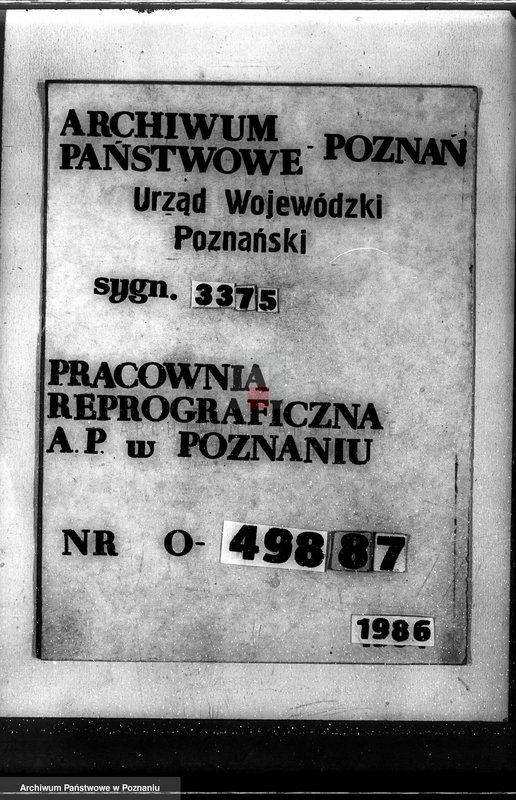 ARCHIWUM
PAŃSTWOWE - POZNAŃ
Urząd Wojewódzki
Poznański
sygn. 3375
PRACOWNIA
REPROGRAFICZNA
A.P. w POZNANIU
NR O- 49887
1986
Archiwum Państwowe w Poznaniu